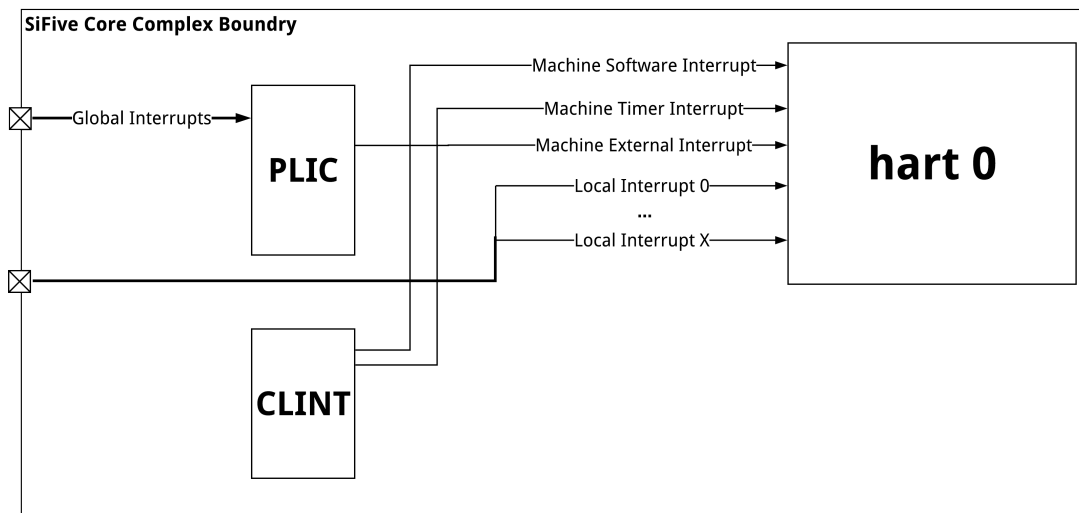 SiFive Core Complex Boundry
Machine Software Interrupt
Global Interrupts
Machine Timer Interrupt
PLIC
Machine External Interrupt
hart 0
Local Interrupt 0
...
Local Interrupt X
CLINT